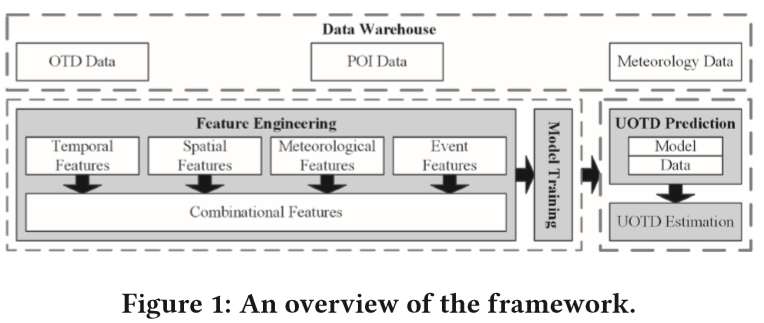 Data Warehouse
OTD Data
POI Data
Meteorology Data
Feature Engineering
Temporal
Features
Spatial
Features
Meteorological
Features
Event
Features
Combinational Features
Model Training
UOTD Prediction
Model
Data
UOTD Estimation
Figure 1: An overview of the framework.